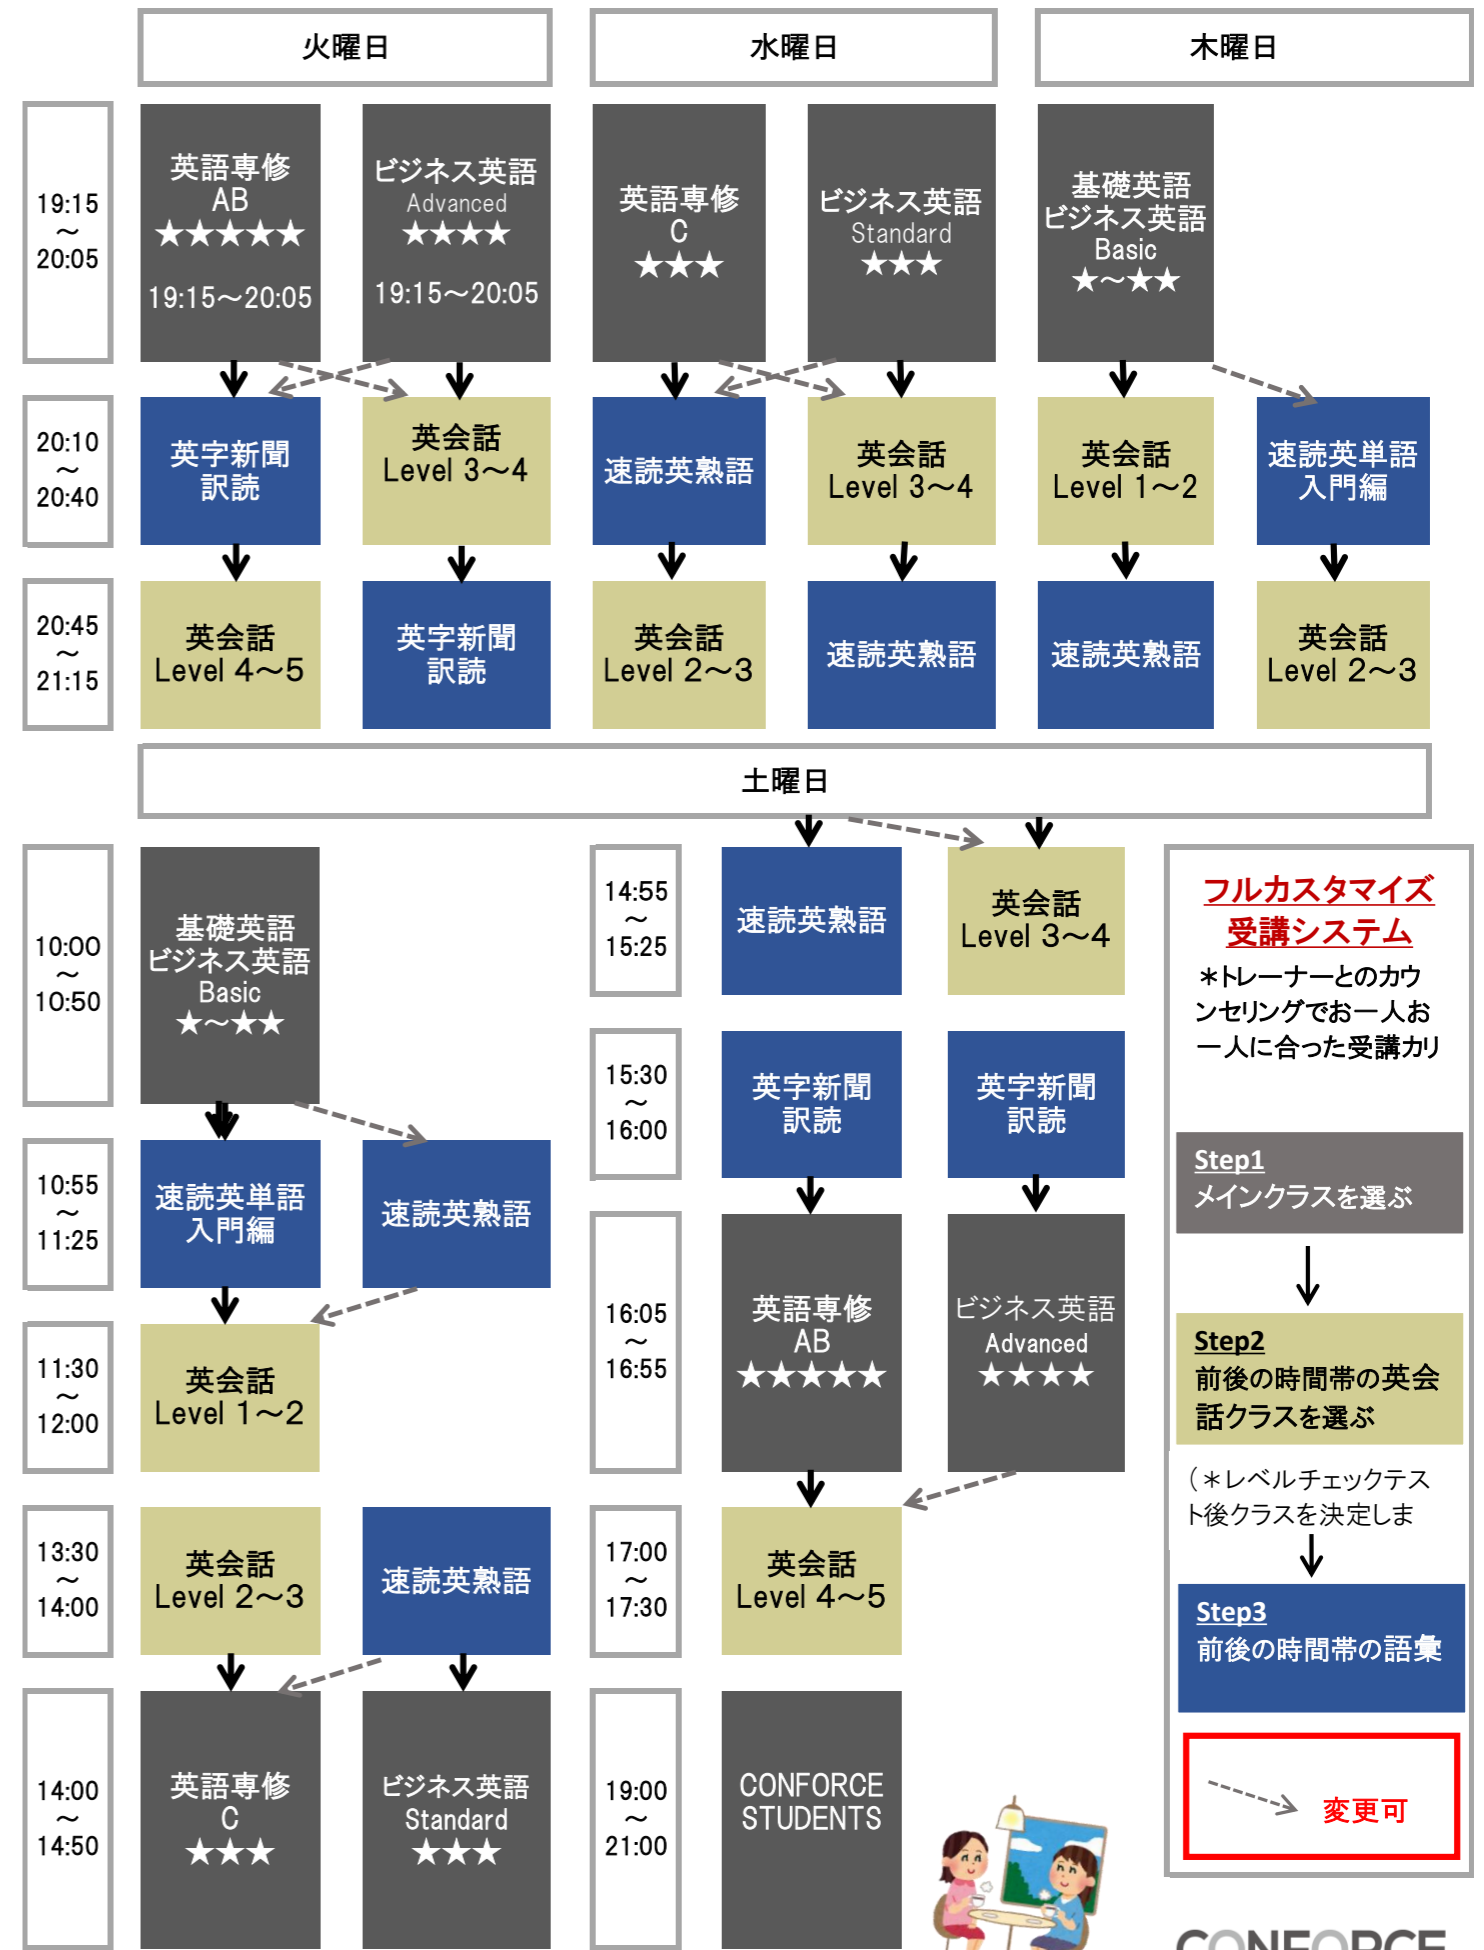 火曜日
水曜日
木曜日
19:15
～
20:05
英語専修
AB
★★★★★
19:15～20:05
ビジネス英語
Advanced
★★★★
19:15～20:05
英語専修
C
★★★
ビジネス英語
Standard
★★★
基礎英語
ビジネス英語
Basic
★～★★
20:10
～
20:40
英字新聞
訳読
英会話
Level 3～4
速読英熟語
英会話
Level 3～4
英会話
Level 1～2
速読英単語
入門編
20:45
～
21:15
英会話
Level 4～5
英字新聞
訳読
英会話
Level 2～3
速読英熟語
速読英熟語
英会話
Level 2～3
土曜日
10:00
～
10:50
基礎英語
ビジネス英語
Basic
★～★★
10:55
～
11:25
速読英単語
入門編
速読英熟語
11:30
～
12:00
英会話
Level 1～2
13:30
～
14:00
英会話
Level 2～3
速読英熟語
14:00
～
14:50
英語専修
C
★★★
ビジネス英語
Standard
★★★
14:55
～
15:25
速読英熟語
英会話
Level 3～4
15:30
～
16:00
英字新聞
訳読
英字新聞
訳読
16:05
～
16:55
英語専修
AB
★★★★★
ビジネス英語
Advanced
★★★★
17:00
～
17:30
英会話
Level 4～5
19:00
～
21:00
CONFORCE
STUDENTS
フルカスタマイズ
受講システム
＊トレーナーとのカウ
ンセリングでお一人お
一人に合った受講カリ
Step1
メインクラスを選ぶ
Step2
前後の時間帯の英会
話クラスを選ぶ
（＊レベルチェックテス
ト後クラスを決定しま
Step3
前後の時間帯の語彙
変更可
CONFORCE